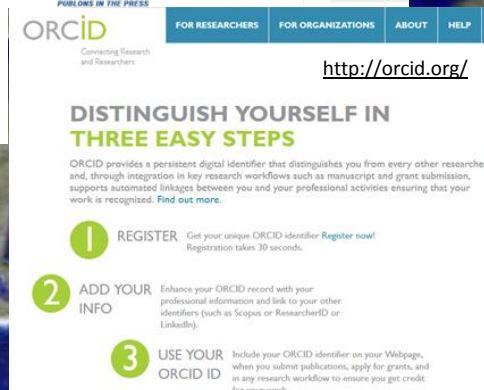 PUBLONS IN THE PRESS
ORCID
FOR RESEARCHERS
FOR ORGANIZATIONS
ABOUT
HELP
Connecting Research
and Researchers
http://orcid.org/
DISTINGUISH YOURSELF IN
THREE EASY STEPS
ORCID provides a persistent digital identifier that distinguishes you from every other researche
and, through integration in key research workflows such as manuscript and grant submission,
supports automated linkages between you and your professional activities ensuring that your
work is recognized. Find out more.
1
REGISTER
Get your unique ORCID identifier Register now!
Registration takes 30 seconds.
2
ADD YOUR
INFO
Enhance your ORCID record with your
professional information and link to your other
identifiers (such as Scopus or ResearcherID or
LinkedIn).
3
USE YOUR
ORCID ID
Include your ORCID identifier on your Webpage,
when you submit publications, apply for grants, and
in any research workflow to ensure you get credit
for your work.